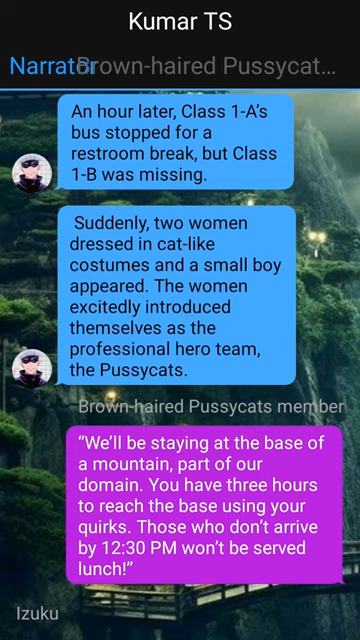 Kumar TS
Narrator
Brown-haired Pussycat...
An hour later, Class 1-A’s
bus stopped for a
restroom break, but Class
1-B was missing.
Suddenly, two women
dressed in cat-like
costumes and a small boy
appeared. The women
excitedly introduced
themselves as the
professional hero team,
the Pussycats.
Brown-haired Pussycats member
“We’ll be staying at the base of
a mountain, part of our
domain. You have three hours
to reach the base using your
quirks. Those who don’t arrive
by 12:30 PM won’t be served
lunch!”
Izuku